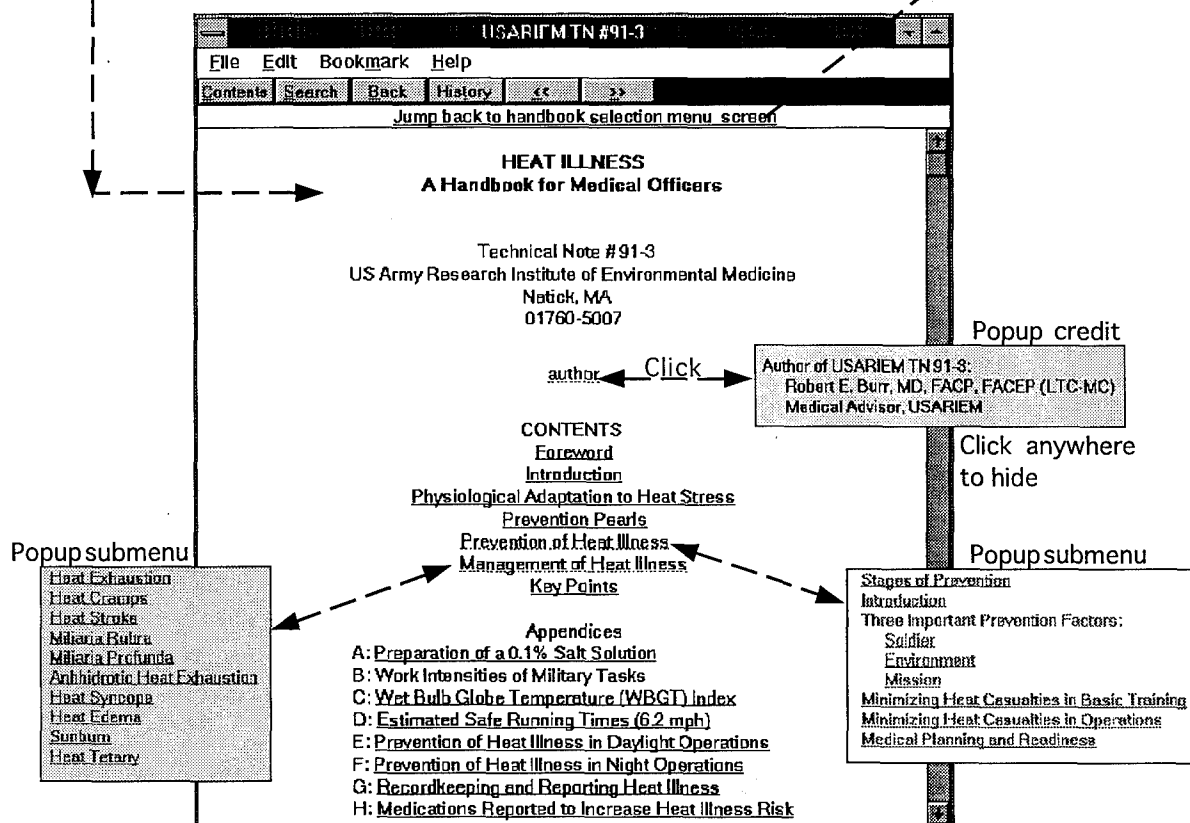 USARIEM TN #91-3
File Edit Bookmark Help
Contents Search Back History << >>
Jump back to handbook selection menu screen
HEAT ILLNESS
A Handbook for Medical Officers
Technical Note #91-3
US Army Research Institute of Environmental Medicine
Natick, MA
01760-5007
author
Click
Popup credit
Author of USARIEM TN 91-3:
Robert E. Burr, MD, FACP, FACEP (LTC-MC)
Medical Advisor, USARIEM
Click anywhere
to hide
CONTENTS
Foreword
Introduction
Physiological Adaptation to Heat Stress
Prevention Pearls
Prevention of Heat Illness
Management of Heat Illness
Key Points
Popup submenu
Heat Exhaustion
Heat Cramps
Heat Stroke
Miliaria Rubra
Miliaria Profunda
Anhhidrotic Heat Exhaustion
Heat Syncope
Heat Edema
Sunburn
Heat Tetany
Popup submenu
Stages of Prevention
Introduction
Three Important Prevention Factors:
Soldier
Environment
Mission
Minimizing Heat Casualties in Basic Training
Minimizing Heat Casualties in Operations
Medical Planning and Readiness
Appendices
A: Preparation of a 0.1% Salt Solution
B: Work Intensities of Military Tasks
C: Wet Bulb Globe Temperature (WBGT) Index
D: Estimated Safe Running Times (6.2 mph)
E: Prevention of Heat Illness in Daylight Operations
F: Prevention of Heat Illness in Night Operations
G: Recordkeeping and Reporting Heat Illness
H: Medications Reported to Increase Heat Illness Risk